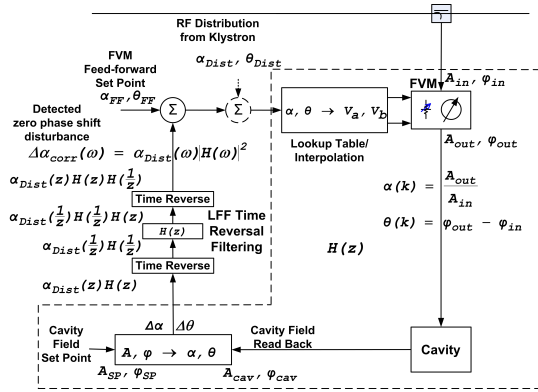 RF Distribution
from Klystron
α_Dist, θ_Dist
FVM
Feed-forward
Set Point
α_FF, θ_FF
Σ
Σ
α, θ → V_a, V_b
Lookup Table/
Interpolation
FVM
A_in, φ_in
A_out, φ_out
α(k) = A_out / A_in
θ(k) = φ_out − φ_in
H(z)
Detected
zero phase shift
disturbance
Δα_corr(ω) = α_Dist(ω)|H(ω)|²
α_Dist(z)H(z)H(1/z)
Time Reverse
α_Dist(1/z)H(1/z)H(z)
H(z)
LFF Time
Reversal
Filtering
α_Dist(1/z)H(1/z)
Time Reverse
α_Dist(z)H(z)
Δα Δθ
Cavity
Field
Set Point
A, φ → α, θ
A_SP, φ_SP
Cavity Field
Read Back
A_cav, φ_cav
Cavity